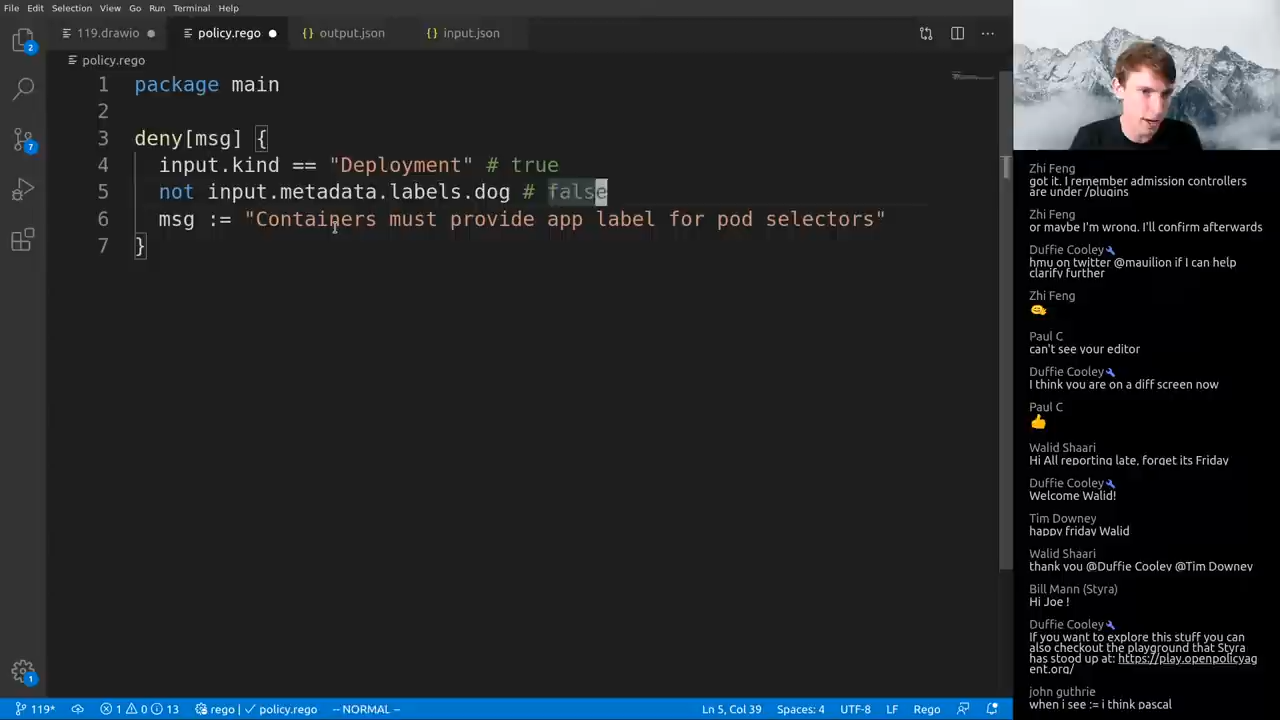 File Edit Selection View Go Run Terminal Help
119.drawio policy.rego output.json input.json
policy.rego
1 package main
2
3 deny[msg] {
4 input.kind == "Deployment" # true
5 not input.metadata.labels.dog # false
6 msg := "Containers must provide app label for pod selectors"
7 }
2
7
1
119* 1 0 13 rego | policy.rego -- NORMAL -- Ln 5, Col 39 Spaces: 4 UTF-8 LF Rego
Zhi Feng
got it. I remember admission controllers
are under /plugins
Zhi Feng
or maybe I'm wrong. I'll confirm afterwards
Duffie Cooley
hmu on twitter @mauilion if I can help
clarify further
Zhi Feng
Paul C
can't see your editor
Duffie Cooley
I think you are on a diff screen now
Paul C
Walid Shaari
Hi All reporting late, forget its Friday
Duffie Cooley
Welcome Walid!
Tim Downey
happy friday Walid
Walid Shaari
thank you @Duffie Cooley @Tim Downey
Bill Mann (Styra)
Hi Joe !
Duffie Cooley
If you want to explore this stuff you can
also checkout the playground that Styra
has stood up at: https://play.openpolicyag
ent.org/
john guthrie
when i see := i think pascal